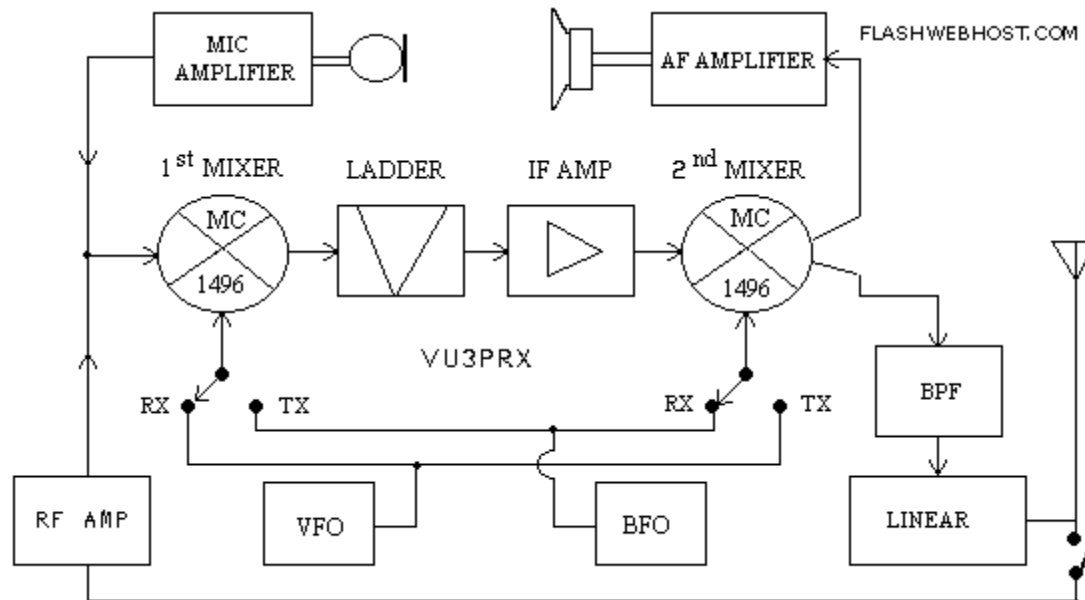 MIC
AMPLIFIER
AF AMPLIFIER
FLASHWEBHOST.COM
1st MIXER
LADDER
IF AMP
2nd MIXER
MC
1496
MC
1496
VU3PRX
RX
TX
RX
TX
BPF
RF AMP
VFO
BFO
LINEAR